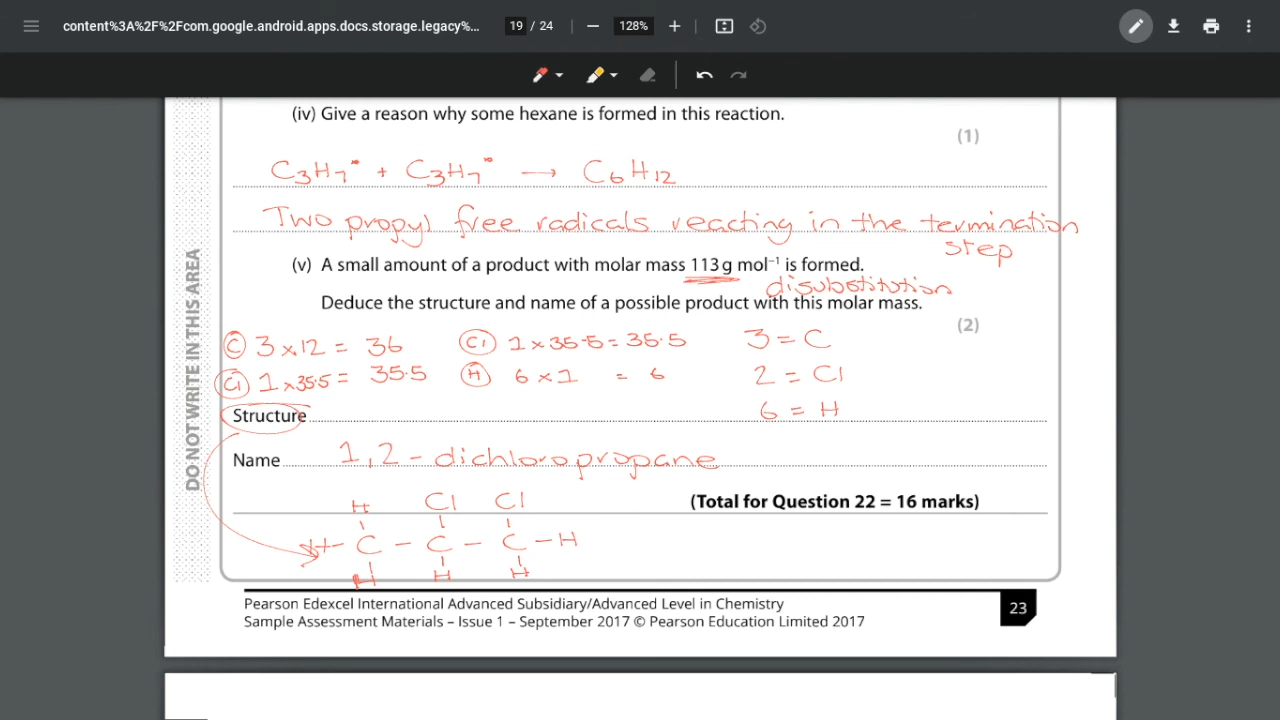 content%3A%2F%2Fcom.google.android.apps.docs.storage.legacy%...
19 / 24
128%
(iv) Give a reason why some hexane is formed in this reaction.
(1)
C3H7• + C3H7• → C6H12
Two propyl free radicals reacting in the termination
step
(v) A small amount of a product with molar mass 113 g mol⁻¹ is formed.
disubstitution
Deduce the structure and name of a possible product with this molar mass.
(2)
C 3 × 12 = 36 Cl 1 × 35.5 = 35.5 3 = C
Cl 1 × 35.5 = 35.5 H 6 × 1 = 6 2 = Cl
Structure 6 = H
Name 1,2 - dichloropropane
(Total for Question 22 = 16 marks)
H Cl Cl
H - C - C - C - H
H H H
DO NOT WRITE IN THIS AREA
Pearson Edexcel International Advanced Subsidiary/Advanced Level in Chemistry
Sample Assessment Materials – Issue 1 – September 2017 © Pearson Education Limited 2017
23